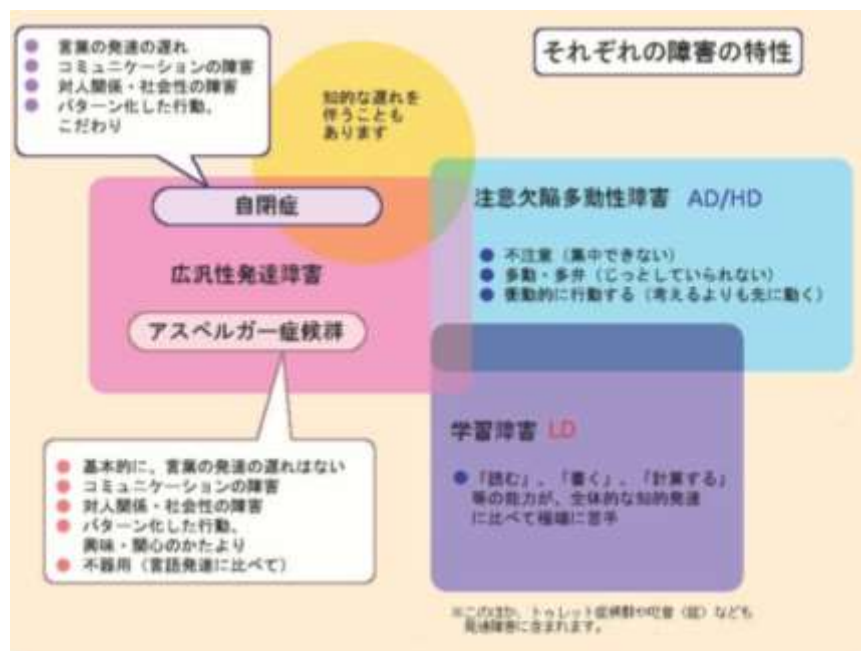 それぞれの障害の特性
● 言葉の発達の遅れ
● コミュニケーションの障害
● 対人関係・社会性の障害
● パターン化した行動、
こだわり
知的な遅れを
伴うことも
あります
自閉症
広汎性発達障害
アスペルガー症候群
● 基本的に、言葉の発達の遅れはない
● コミュニケーションの障害
● 対人関係・社会性の障害
● パターン化した行動、
興味・関心のかたより
● 不器用（言語発達に比べて）
注意欠陥多動性障害 AD/HD
● 不注意（集中できない）
● 多動・多弁（じっとしていられない）
● 衝動的に行動する（考えるよりも先に動く）
学習障害 LD
● 「読む」、「書く」、「計算する」
等の能力が、全体的な知的発達
に比べて極端に苦手
※このほか、トゥレット症候群や吃音（症）なども
発達障害に含まれます。